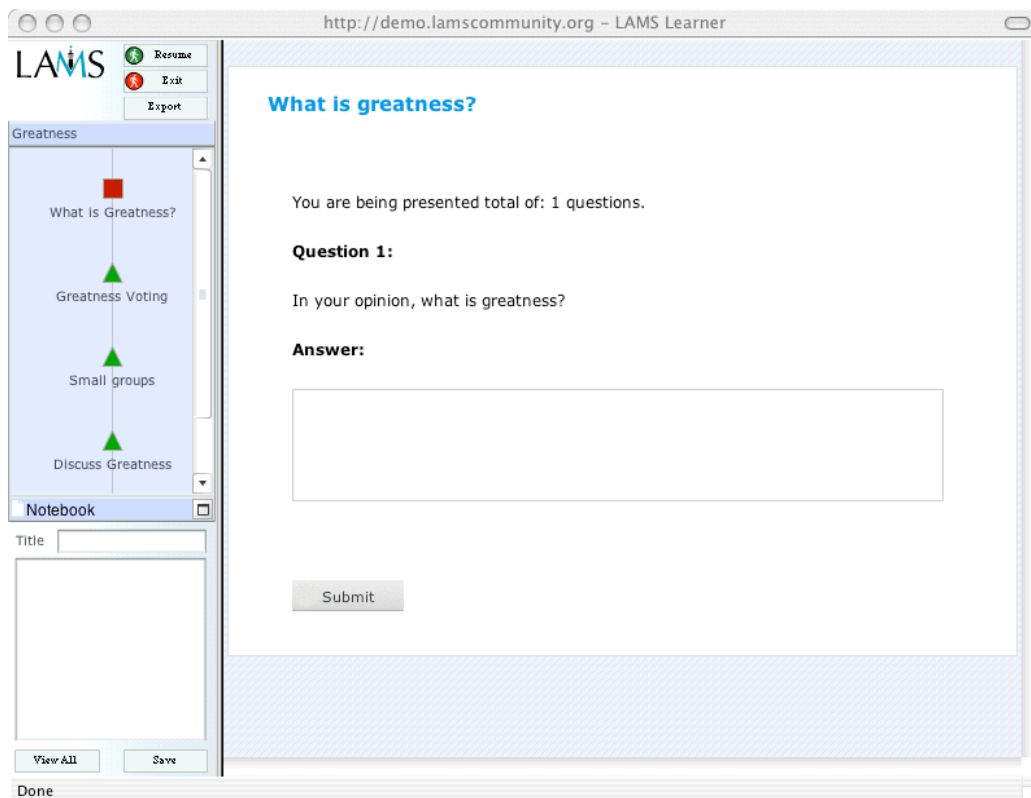 http://demo.lamscommunity.org – LAMS Learner
LAMS
Resume
Exit
Export
Greatness
What is Greatness?
Greatness Voting
Small groups
Discuss Greatness
Notebook
Title
View All
Save
What is greatness?
You are being presented total of: 1 questions.
Question 1:
In your opinion, what is greatness?
Answer:
Submit
Done